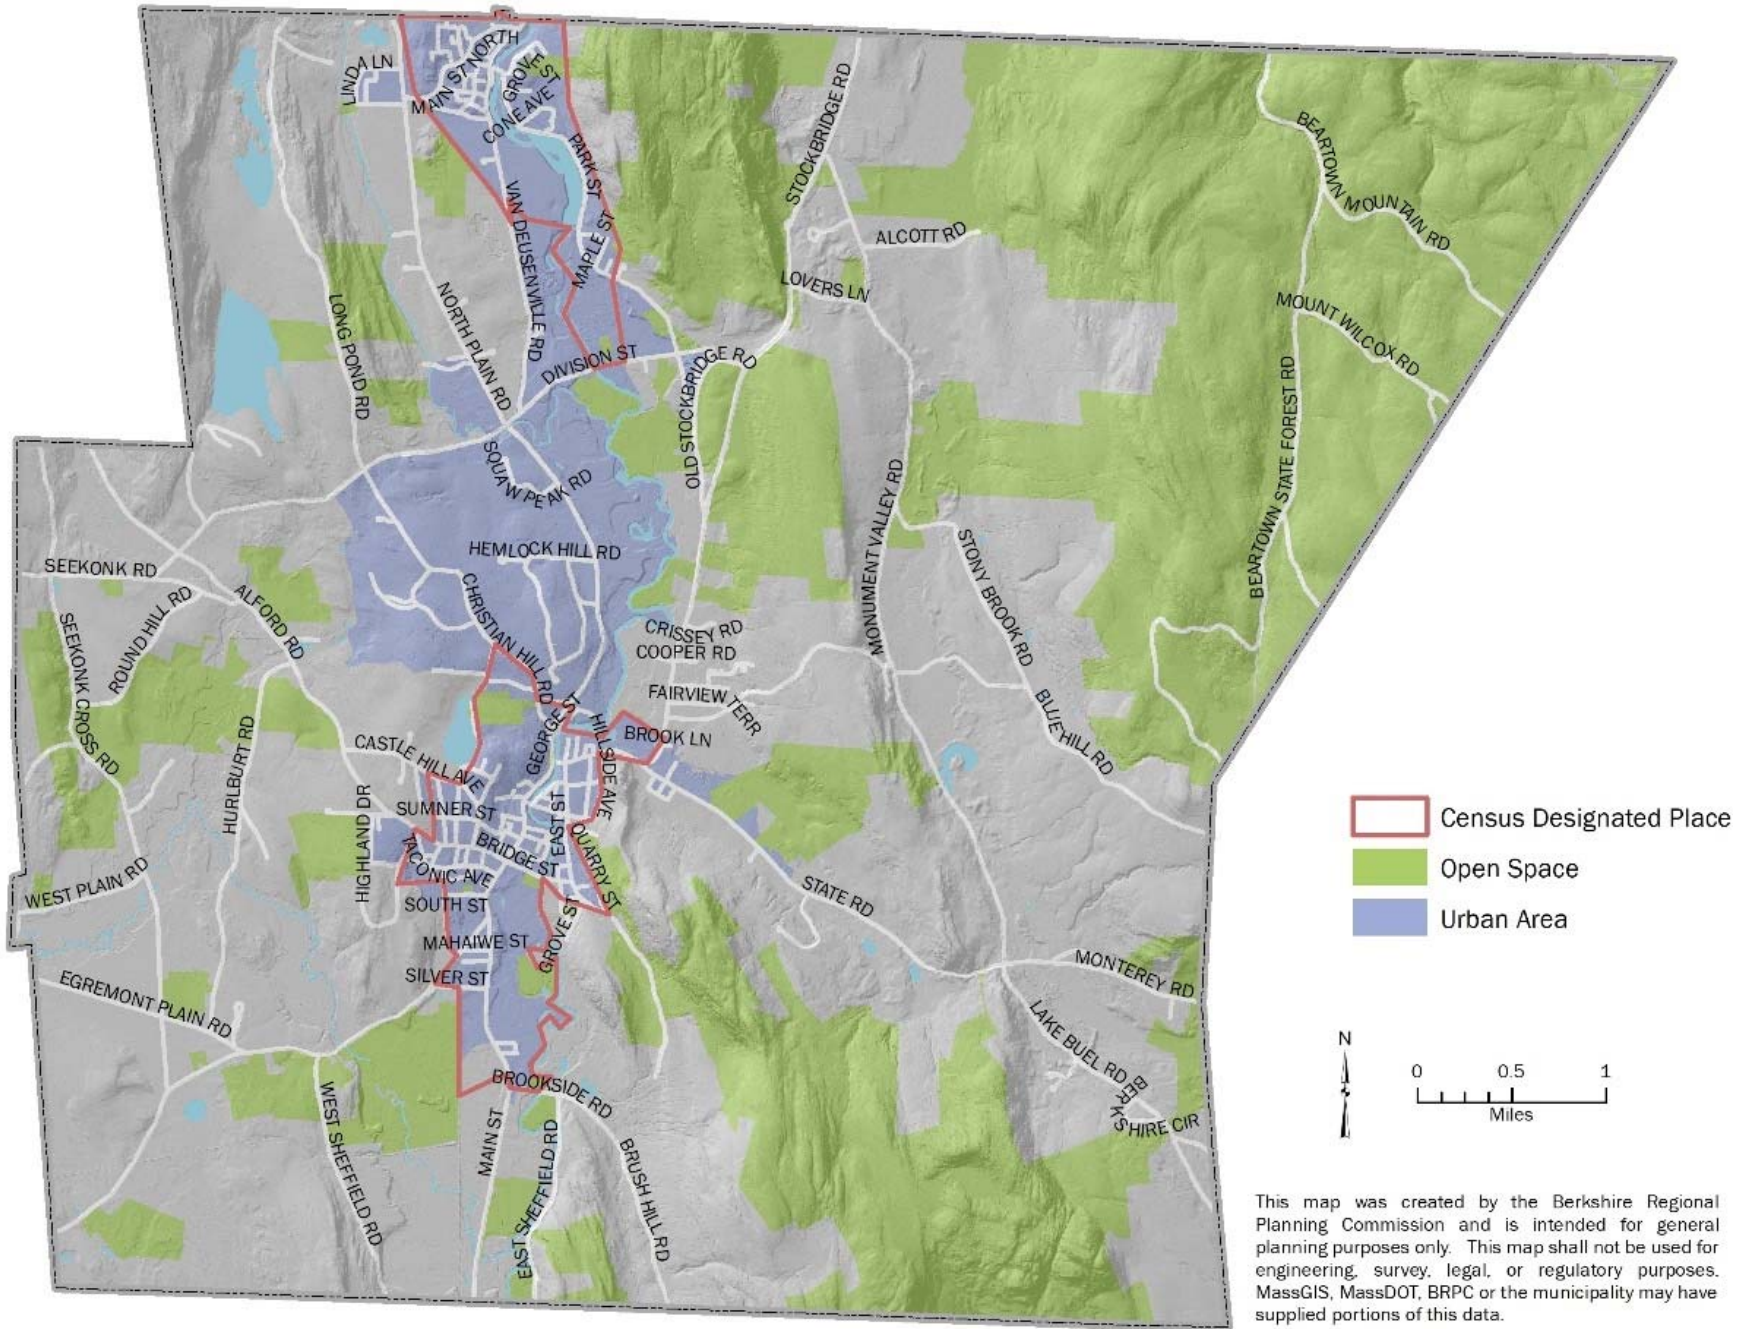 LINDA LN
MAIN ST NORTH
GROVE ST
CONE AVE
PARK ST
VAN DEUSENVILLE RD
MAPLE ST
STOCKBRIDGE RD
ALCOTT RD
LOVERS LN
BEARTOWN MOUNTAIN RD
MOUNT WILCOX RD
LONG POND RD
NORTH PLAIN RD
DIVISION ST
OLD STOCKBRIDGE RD
SQUAW PEAK RD
BEARTOWN STATE FOREST RD
MONUMENT VALLEY RD
HEMLOCK HILL RD
STONY BROOK RD
SEEKONK RD
ROUND HILL RD
ALFORD RD
SEEKONK CROSS RD
CHRISTIAN HILL RD
CRISSEY RD
COOPER RD
FAIRVIEW TERR
BLUE HILL RD
HURLBURT RD
GEORGE ST
HILLSIDE AVE
BROOK LN
CASTLE HILL AVE
HIGHLAND DR
SUMNER ST
EAST ST
BRIDGE ST
QUARRY ST
TACONIC AVE
WEST PLAIN RD
SOUTH ST
STATE RD
MAHAIWE ST
GROVE ST
SILVER ST
EGREMONT PLAIN RD
MONTEREY RD
LAKE BUEL RD
BERKSHIRE CIR
BROOKSIDE RD
WEST SHEFFIELD RD
MAIN ST
EAST SHEFFIELD RD
BRUSH HILL RD
Census Designated Place
Open Space
Urban Area
N
0 0.5 1
Miles
This map was created by the Berkshire Regional
Planning Commission and is intended for general
planning purposes only. This map shall not be used for
engineering, survey, legal, or regulatory purposes.
MassGIS, MassDOT, BRPC or the municipality may have
supplied portions of this data.